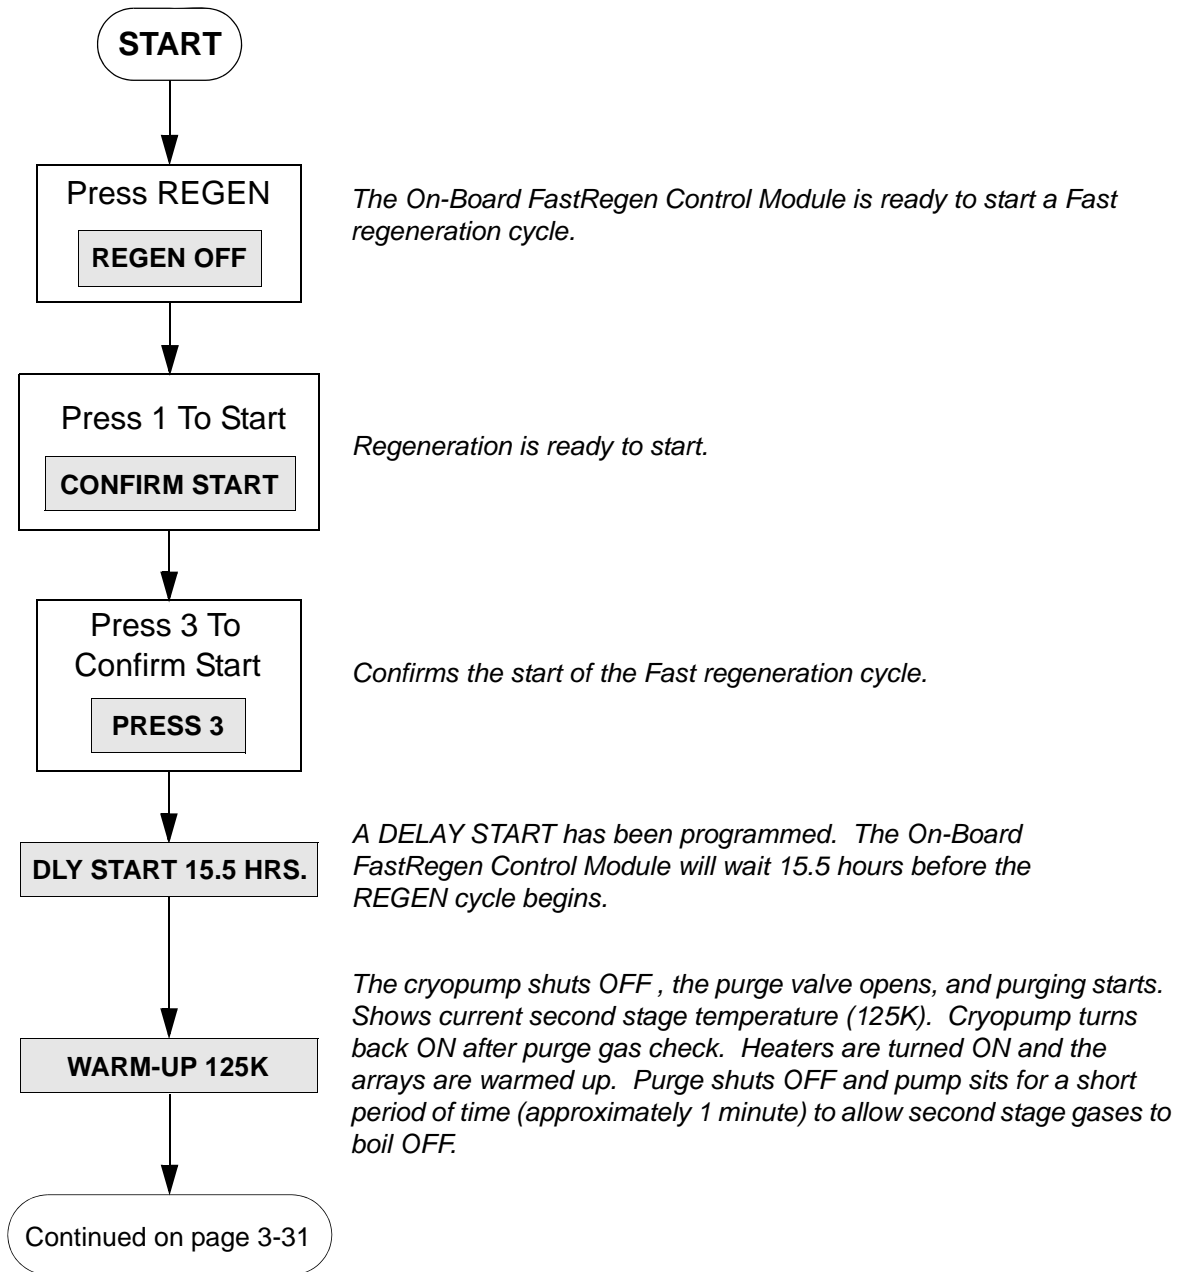 START
Press REGEN
REGEN OFF
The On-Board FastRegen Control Module is ready to start a Fast
regeneration cycle.
Press 1 To Start
CONFIRM START
Regeneration is ready to start.
Press 3 To
Confirm Start
PRESS 3
Confirms the start of the Fast regeneration cycle.
DLY START 15.5 HRS.
A DELAY START has been programmed.  The On-Board
FastRegen Control Module will wait 15.5 hours before the
REGEN cycle begins.
WARM-UP 125K
The cryopump shuts OFF , the purge valve opens, and purging starts.
Shows current second stage temperature (125K).  Cryopump turns
back ON after purge gas check.  Heaters are turned ON and the
arrays are warmed up.  Purge shuts OFF and pump sits for a short
period of time (approximately 1 minute) to allow second stage gases to
boil OFF.
Continued on page 3-31